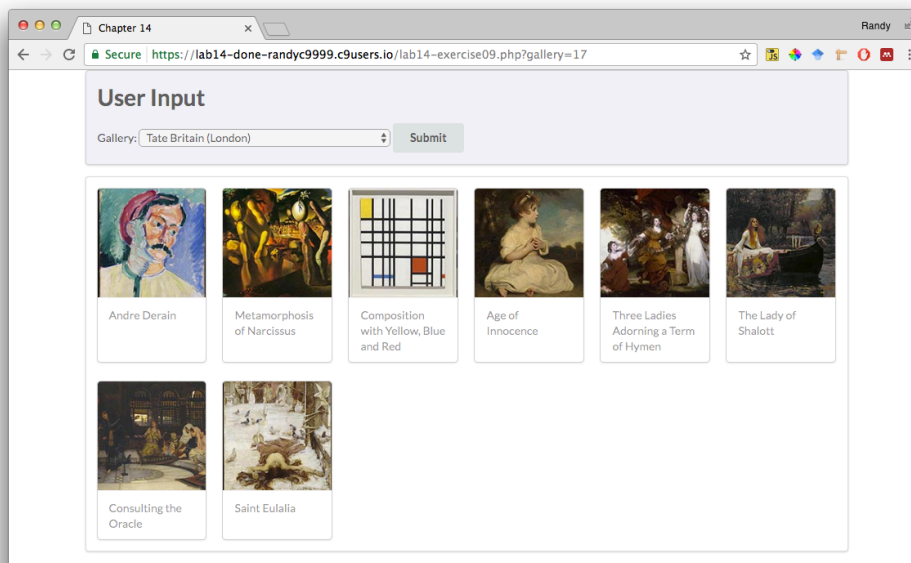 Chapter 14
Randy
Secure https://lab14-done-randyc9999.c9users.io/lab14-exercise09.php?gallery=17
JS
User Input
Gallery: Tate Britain (London) Submit
Andre Derain
Metamorphosis
of Narcissus
Composition
with Yellow, Blue
and Red
Age of
Innocence
Three Ladies
Adorning a Term
of Hymen
The Lady of
Shalott
Consulting the
Oracle
Saint Eulalia